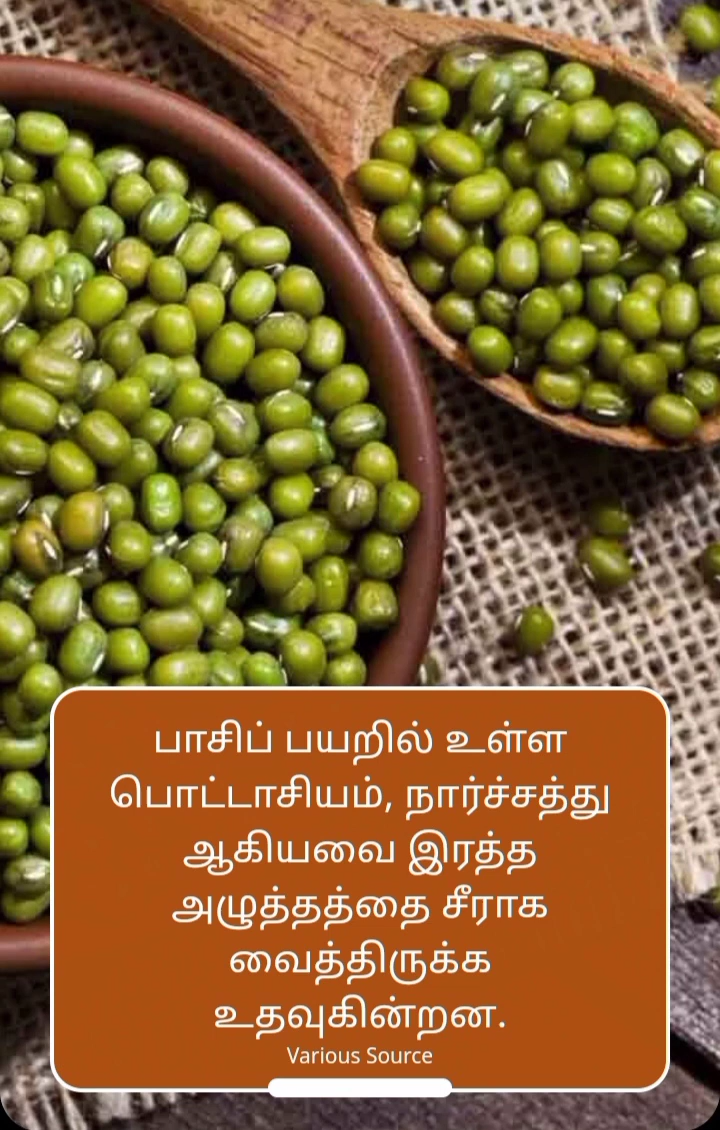 பாசிப் பயறில் உள்ள
பொட்டாசியம், நார்ச்சத்து
ஆகியவை இரத்த
அழுத்தத்தை சீராக
வைத்திருக்க
உதவுகின்றன.
Various Source